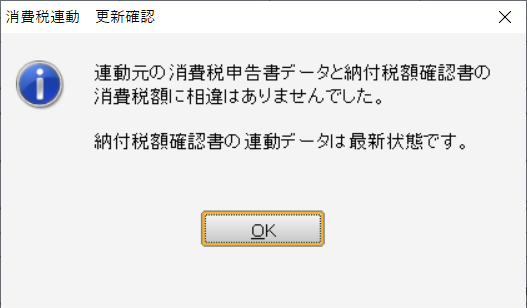 消費税連動　更新確認
連動元の消費税申告書データと納付税額確認書の
消費税額に相違はありませんでした。
納付税額確認書の連動データは最新状態です。
OK